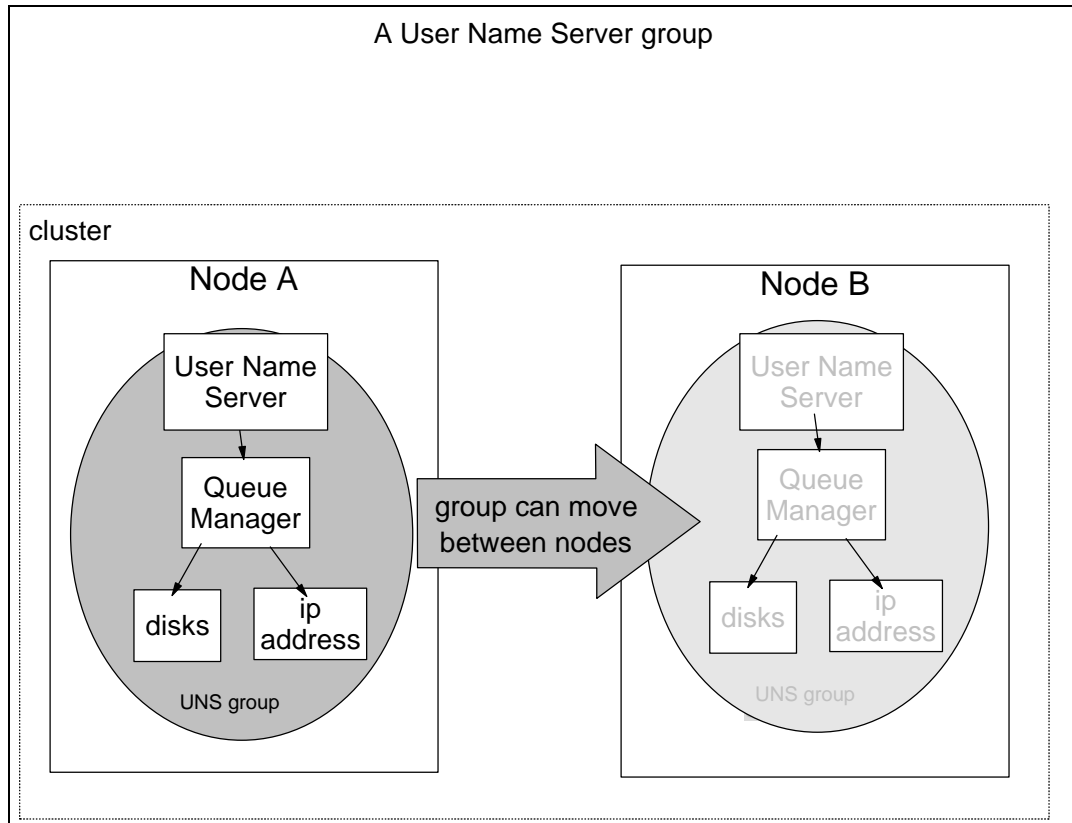 A User Name Server group
cluster
Node A
User Name
Server
Queue
Manager
disks
ip
address
UNS group
group can move
between nodes
Node B
User Name
Server
Queue
Manager
disks
ip
address
UNS group